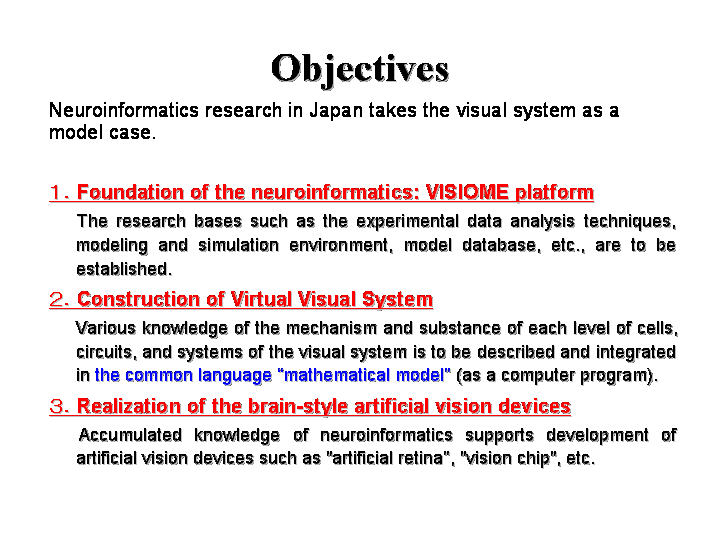 Objectives
Neuroinformatics research in Japan takes the visual system as a
model case.
1. Foundation of the neuroinformatics: VISIOME platform
The research bases such as the experimental data analysis techniques,
modeling and simulation environment, model database, etc., are to be
established.
2. Construction of Virtual Visual System
Various knowledge of the mechanism and substance of each level of cells,
circuits, and systems of the visual system is to be described and integrated
in the common language "mathematical model" (as a computer program).
3. Realization of the brain-style artificial vision devices
Accumulated knowledge of neuroinformatics supports development of
artificial vision devices such as "artificial retina", "vision chip", etc.